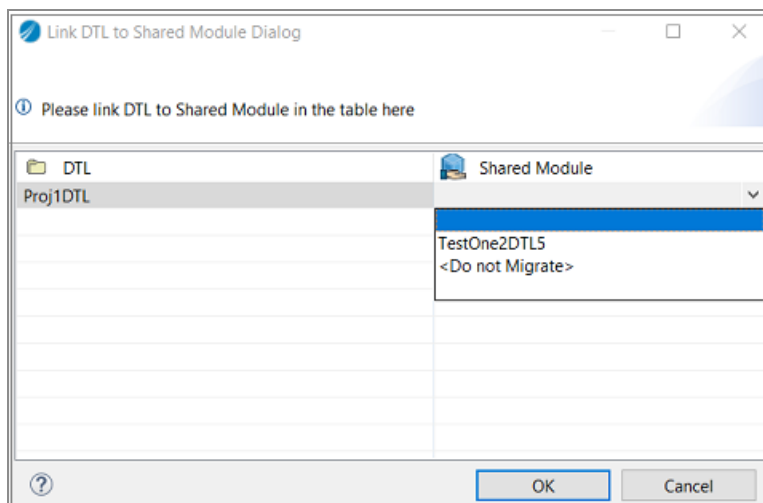 Link DTL to Shared Module Dialog
Please link DTL to Shared Module in the table here
DTL Shared Module
Proj1DTL
TestOne2DTL5
<Do not Migrate>
? OK Cancel